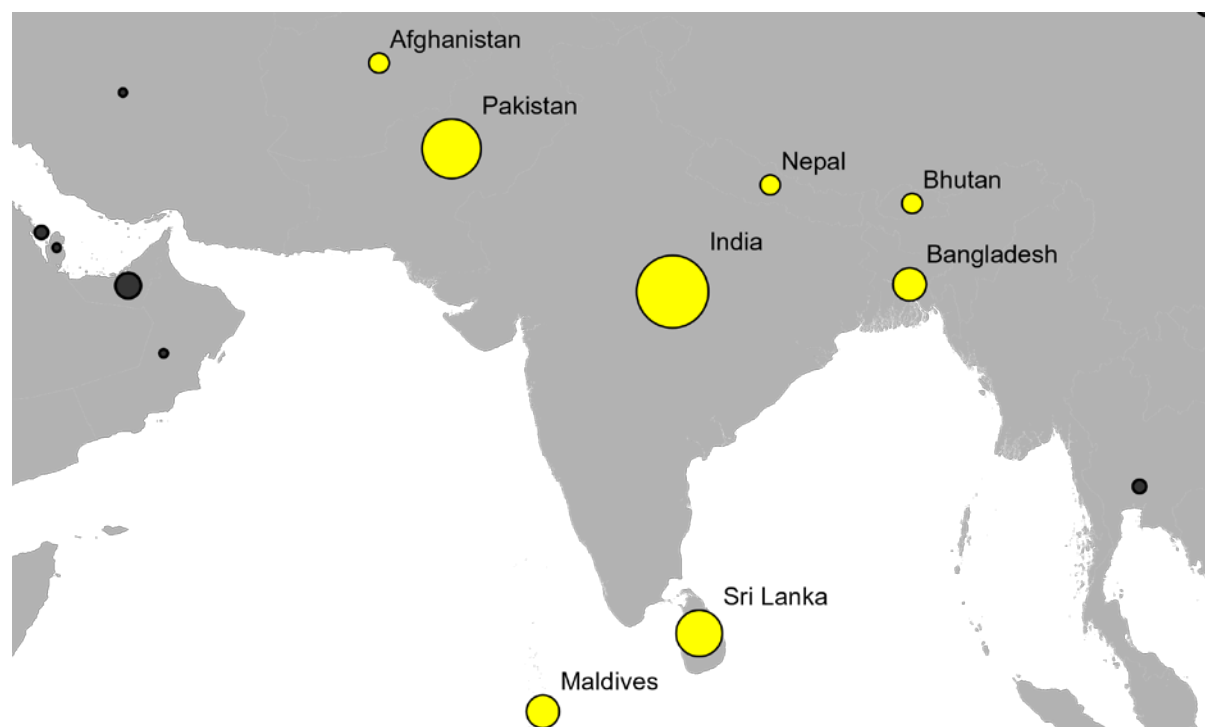 Afghanistan
Pakistan
Nepal
Bhutan
India
Bangladesh
Sri Lanka
Maldives